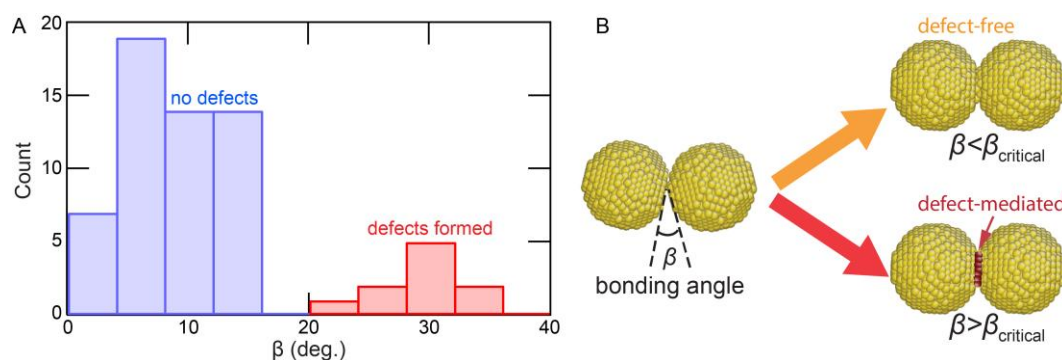 A
20
15
10
5
0
Count
no defects
defects formed
0
10
20
30
40
β (deg.)
B
β
bonding angle
defect-free
β<βcritical
defect-mediated
β>βcritical